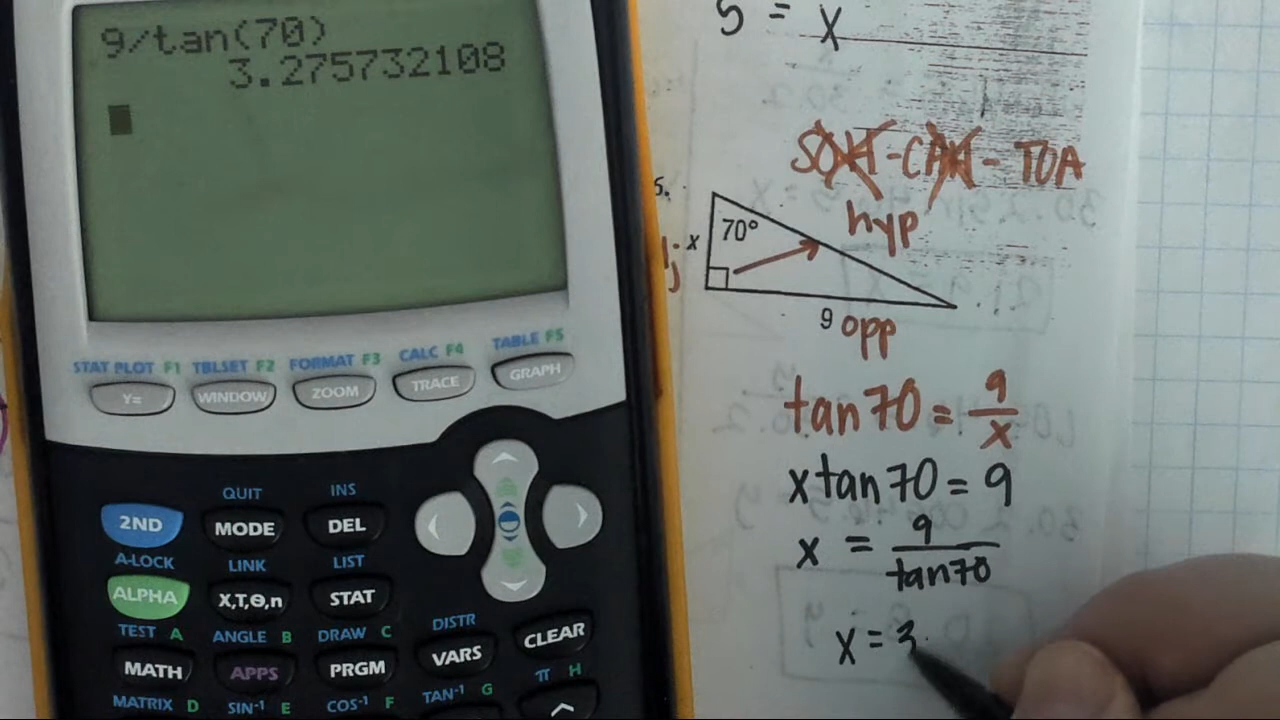 9/tan(70)
3.275732108
STAT PLOT F1 TBLSET F2 FORMAT F3 CALC F4 TABLE F5
Y= WINDOW ZOOM TRACE GRAPH
QUIT INS
2ND MODE DEL
A-LOCK LINK LIST
ALPHA X,T,Θ,n STAT
TEST A ANGLE B DRAW C DISTR
MATH APPS PRGM VARS CLEAR
MATRIX D SIN⁻¹ E COS⁻¹ F TAN⁻¹ G π H
^
5 = x
SOH-CAH-TOA
5.
hyp
70°
x
9 opp
tan70 = 9/x
xtan70 = 9
x = 9/tan70
x = 3.